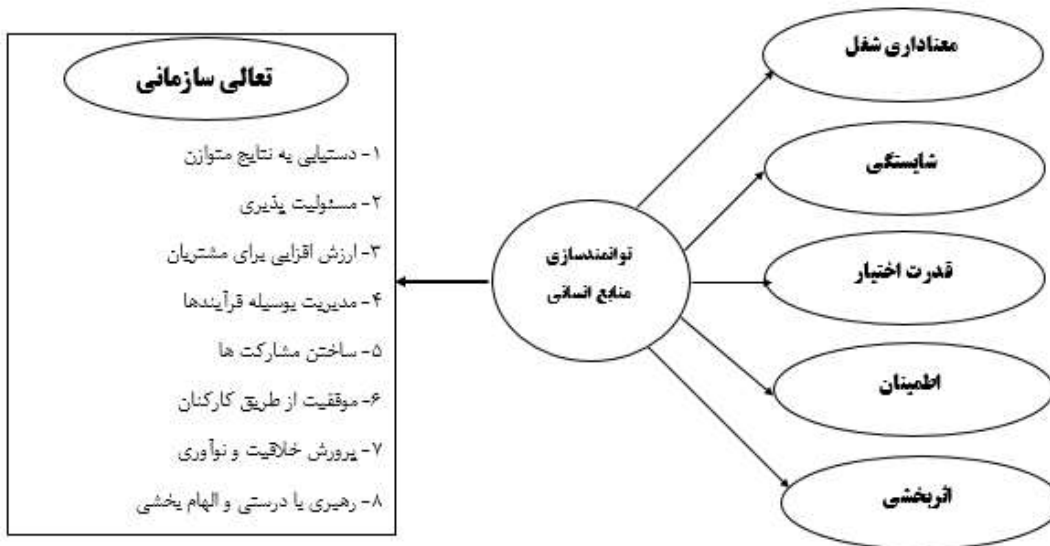 معناداری شغل
شایستگی
قدرت اختیار
اطمینان
اثربخشی
توانمندسازی
منابع انسانی
تعالی سازمانی
۱- دستیابی به نتایج متوازن
۲- مسئولیت پذیری
۳- ارزش افزایی برای مشتریان
۴- مدیریت بوسیله فرآیندها
۵- ساختن مشارکت ها
۶- موفقیت از طریق کارکنان
۷- پرورش خلاقیت و نوآوری
۸- رهبری با درستی و الهام بخشی